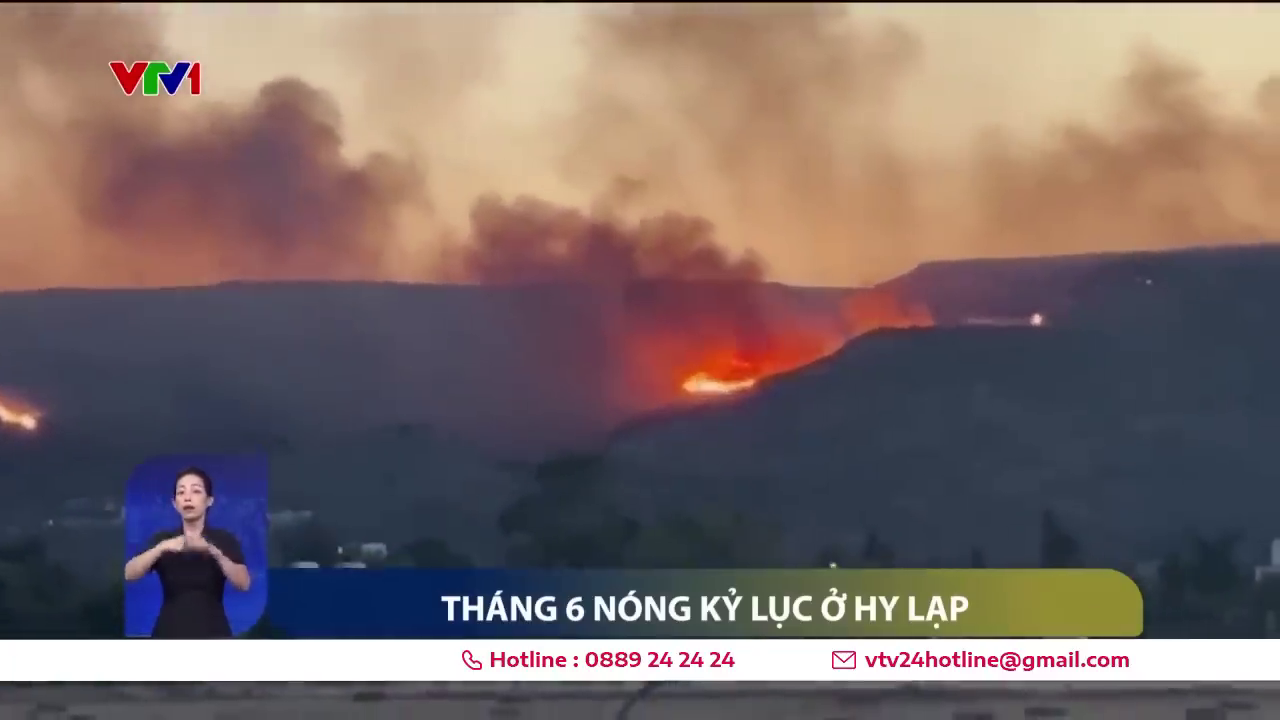 VTV1
THÁNG 6 NÓNG KỶ LỤC Ở HY LẠP
Hotline : 0889 24 24 24
vtv24hotline@gmail.com